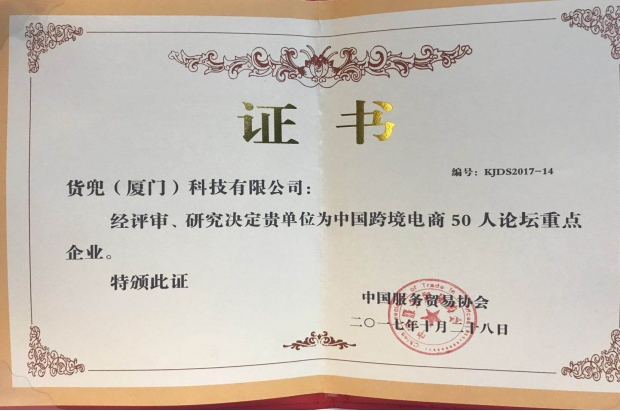 证书
编号：KJDS2017-14
货兜（厦门）科技有限公司：
经评审、研究决定贵单位为中国跨境电商50人论坛重点
企业。
特颁此证
中国服务贸易协会
二〇一七年十月二十八日